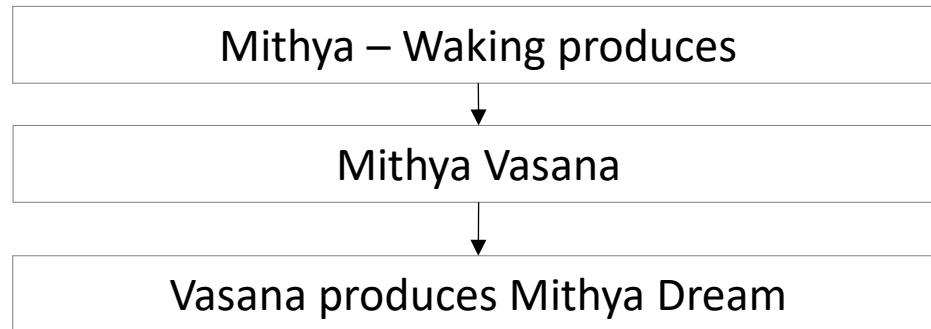 Mithya – Waking produces
Mithya Vasana
Vasana produces Mithya Dream